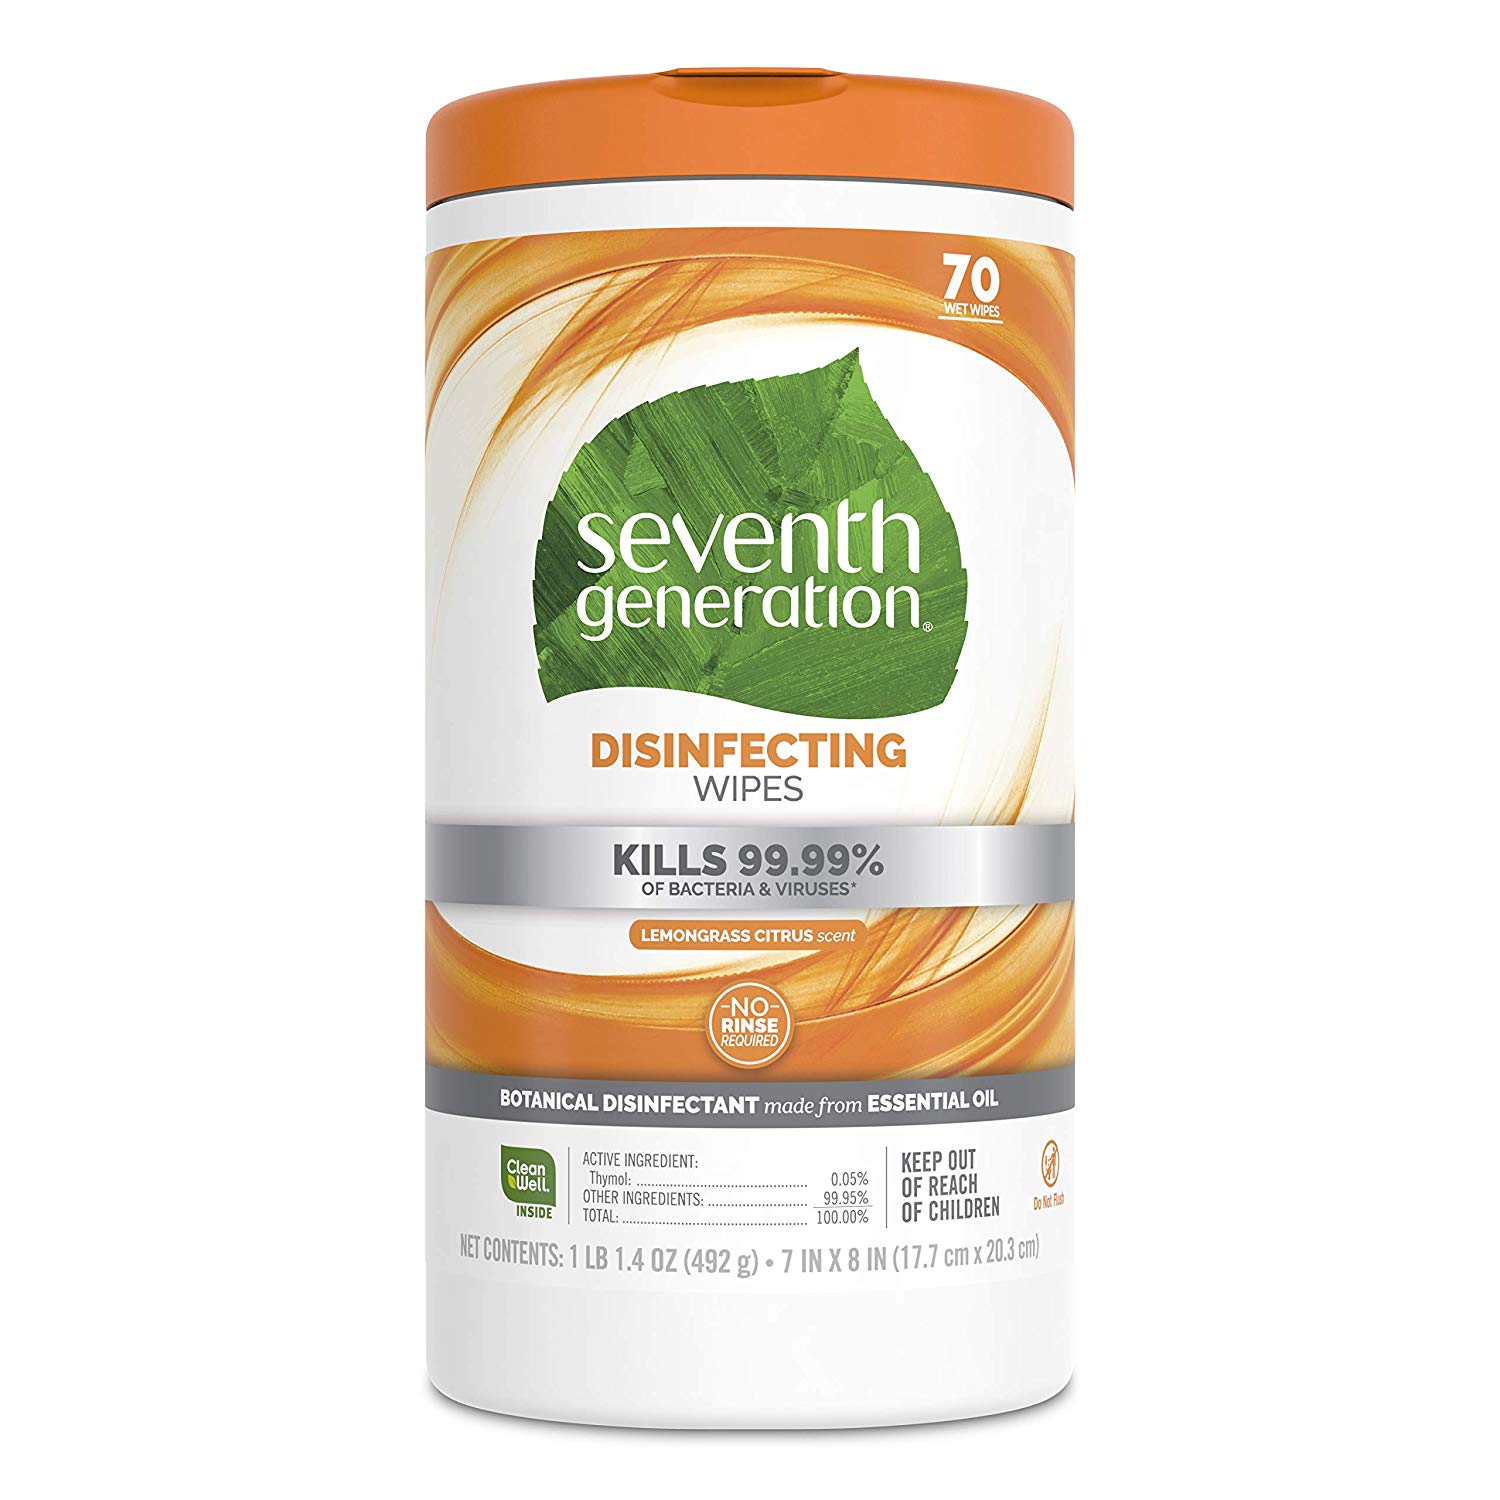 70
WET WIPES
seventh
generation®
DISINFECTING
WIPES
KILLS 99.99%
OF BACTERIA & VIRUSES*
LEMONGRASS CITRUS scent
-NO-
RINSE
REQUIRED
BOTANICAL DISINFECTANT made from ESSENTIAL OIL
Clean
Well®
INSIDE
ACTIVE INGREDIENT:
Thymol: ........ 0.05%
OTHER INGREDIENTS: ........ 99.95%
TOTAL: ........ 100.00%
KEEP OUT
OF REACH
OF CHILDREN
Do Not Flush
NET CONTENTS: 1 LB 1.4 OZ (492 g) • 7 IN X 8 IN (17.7 cm x 20.3 cm)